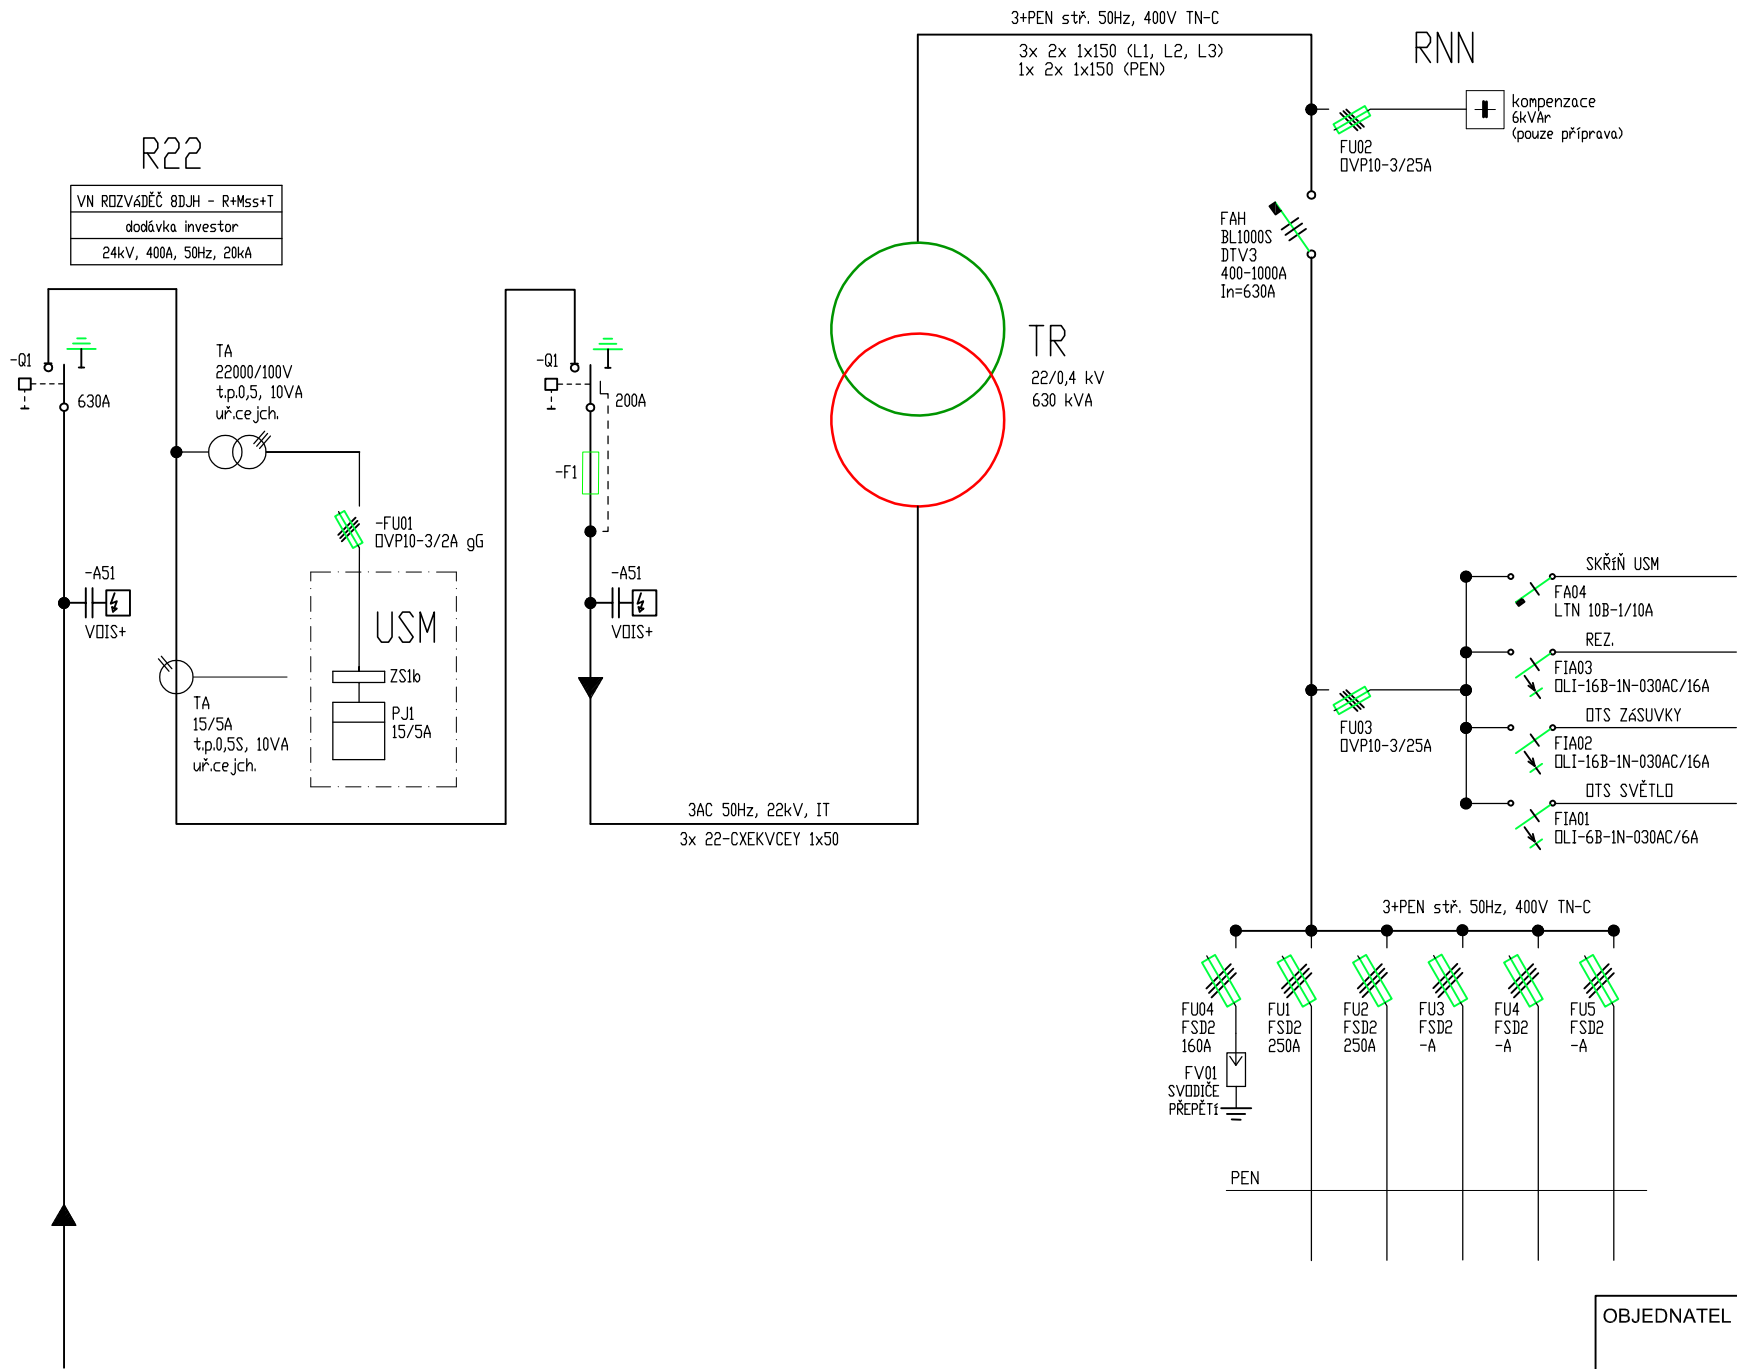 3+PEN stř. 50Hz, 400V TN-C
3x 2x 1x150 (L1, L2, L3)
1x 2x 1x150 (PEN)
RNN
kompenzace
6kVAr
(pouze příprava)
FU02
OVP10-3/25A
R22
VN ROZVáDĚČ 8DJH - R+Mss+T
dodávka investor
24kV, 400A, 50Hz, 20kA
FAH
BL1000S
DTV3
400-1000A
In=630A
-Q1
630A
TA
22000/100V
t.p.0,5, 10VA
uř.cejch.
-Q1
200A
TR
22/0,4 kV
630 kVA
-F1
-FU01
OVP10-3/2A gG
-A51
VOIS+
USM
ZS1b
PJ1
15/5A
TA
15/5A
t.p.0,5S, 10VA
uř.cejch.
-A51
VOIS+
3AC 50Hz, 22kV, IT
3x 22-CXEKVCEY 1x50
SKŘíŇ USM
FA04
LTN 10B-1/10A
REZ.
FIA03
OLI-16B-1N-030AC/16A
FU03
OVP10-3/25A
OTS ZáSUVKY
FIA02
OLI-16B-1N-030AC/16A
OTS SVĚTLO
FIA01
OLI-6B-1N-030AC/6A
3+PEN stř. 50Hz, 400V TN-C
FU04
FSD2
160A
FU1
FSD2
250A
FU2
FSD2
250A
FU3
FSD2
-A
FU4
FSD2
-A
FU5
FSD2
-A
FV01
SVODIČE
PŘEPĚTí
PEN
OBJEDNATEL